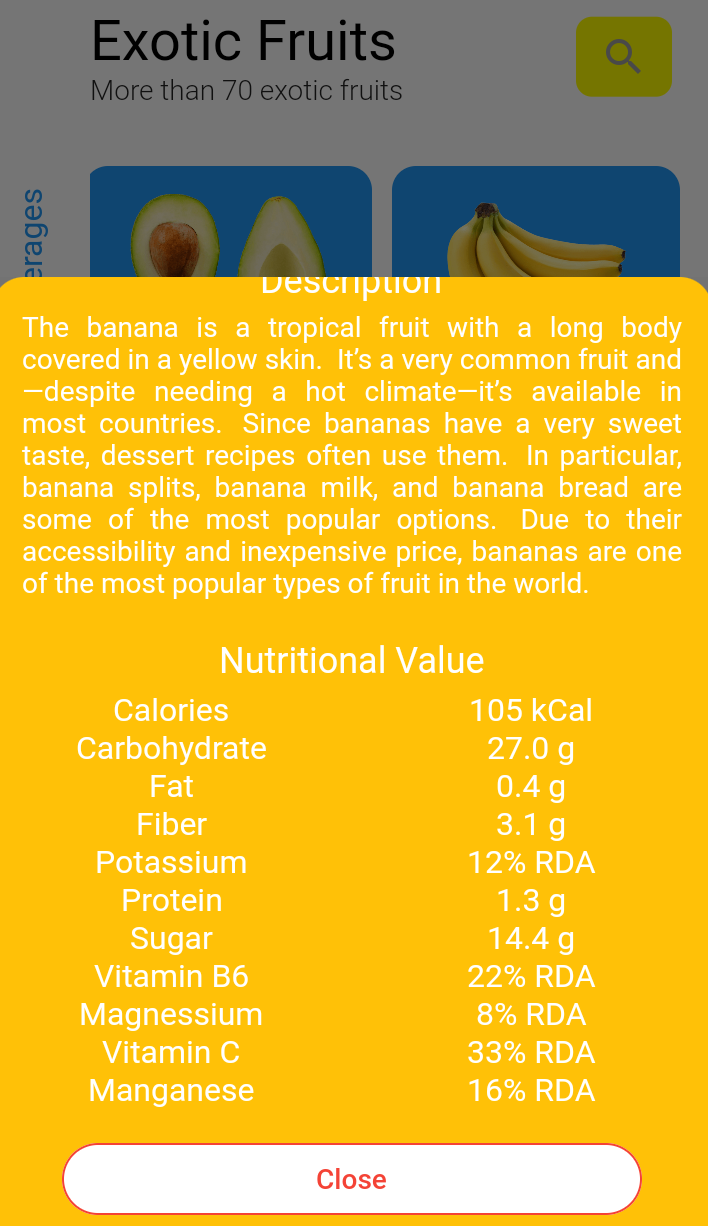 Exotic Fruits
More than 70 exotic fruits
erages
Description
The banana is a tropical fruit with a long body
covered in a yellow skin.  It’s a very common fruit and
—despite needing a hot climate—it’s available in
most countries.  Since bananas have a very sweet
taste, dessert recipes often use them.  In particular,
banana splits, banana milk, and banana bread are
some of the most popular options.  Due to their
accessibility and inexpensive price, bananas are one
of the most popular types of fruit in the world.
Nutritional Value
Calories 105 kCal
Carbohydrate 27.0 g
Fat 0.4 g
Fiber 3.1 g
Potassium 12% RDA
Protein 1.3 g
Sugar 14.4 g
Vitamin B6 22% RDA
Magnessium 8% RDA
Vitamin C 33% RDA
Manganese 16% RDA
Close